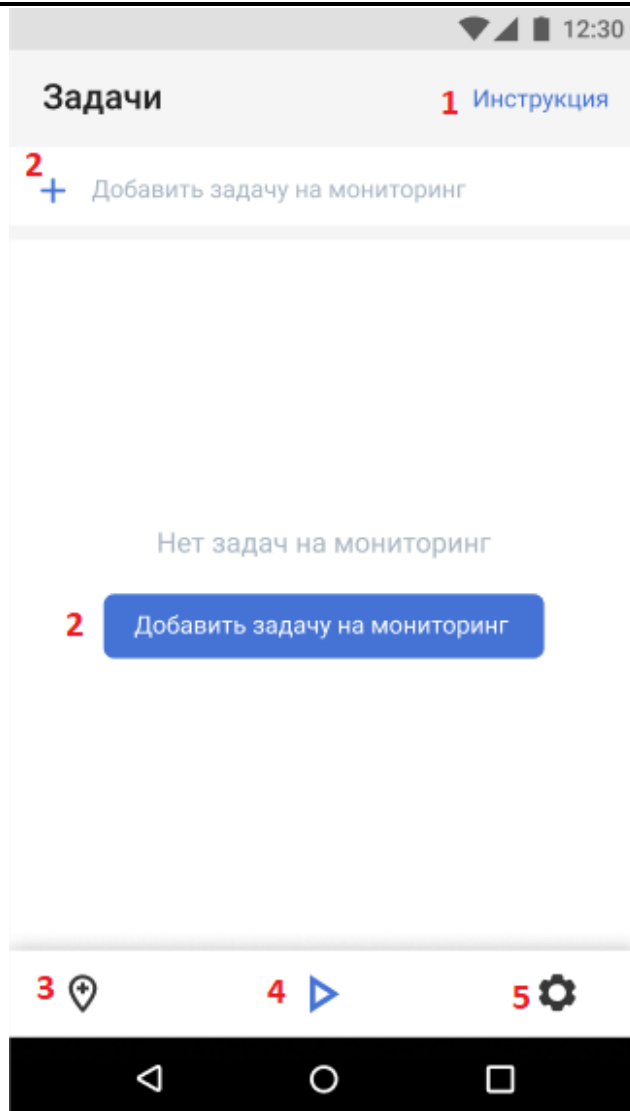 12:30
Задачи
1 Инструкция
2
+ Добавить задачу на мониторинг
Нет задач на мониторинг
2 Добавить задачу на мониторинг
3 4 5